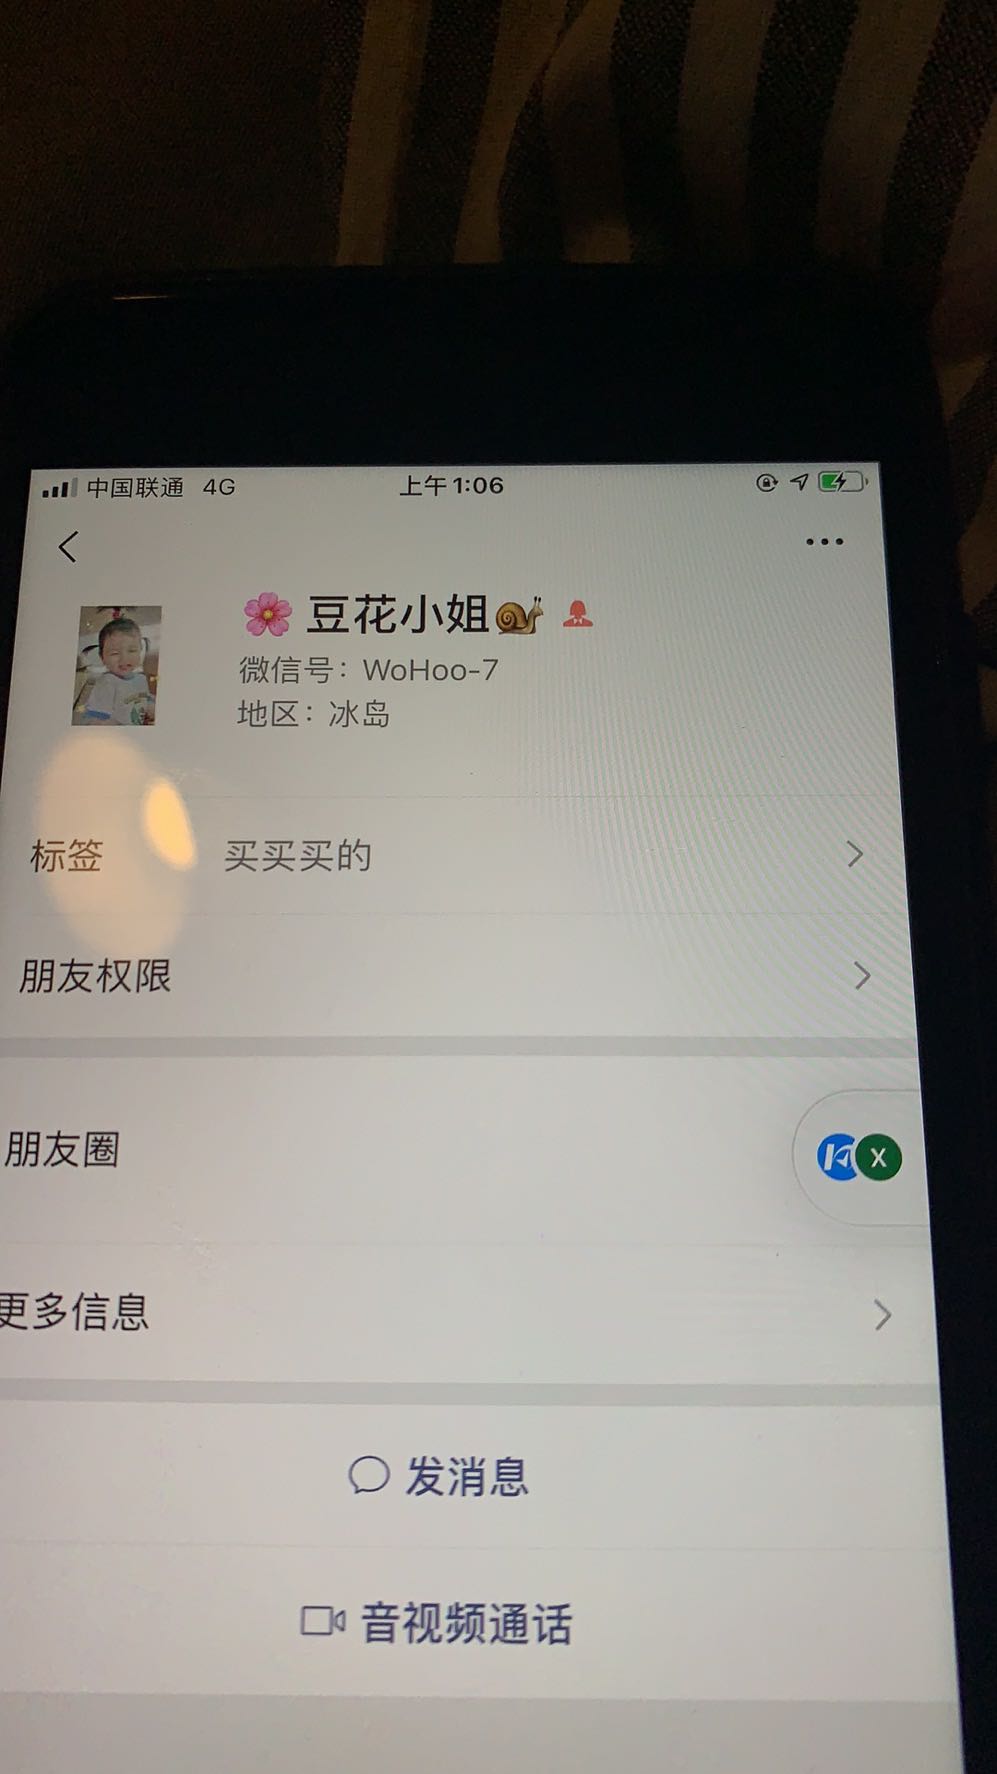 中国联通 4G 上午1:06
🌸 豆花小姐🐌
微信号：WoHoo-7
地区：冰岛
标签 买买买的
朋友权限
朋友圈
X
更多信息
发消息
音视频通话